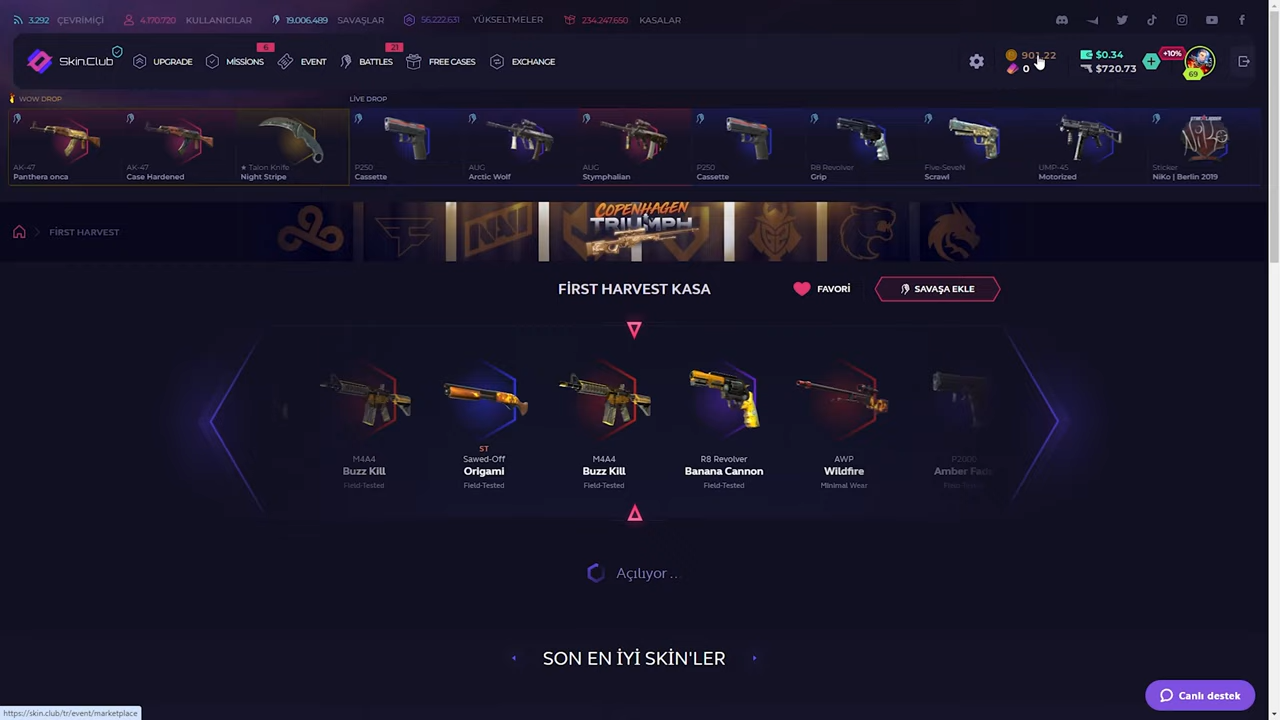 3.292 ÇEVRİMİÇİ 4.170.720 KULLANICILAR 19.006.489 SAVAŞLAR 56.222.631 YÜKSELTMELER 234.247.650 KASALAR
Skin.Club UPGRADE MISSIONS 6 EVENT BATTLES 21 FREE CASES EXCHANGE 901.22 $0.34 +10%
0 $720.73 69
WOW DROP LİVE DROP
AK-47 AK-47 ★ Talon Knife P250 AUG AUG P250 R8 Revolver Five-SeveN UMP-45 Sticker
Panthera onca Case Hardened Night Stripe Cassette Arctic Wolf Stymphalian Cassette Grip Scrawl Motorized NiKo | Berlin 2019
COPENHAGEN
TRIUMPH
FİRST HARVEST
FİRST HARVEST KASA FAVORİ SAVAŞA EKLE
ST
M4A4 Sawed-Off M4A4 R8 Revolver AWP P2000
Buzz Kill Origami Buzz Kill Banana Cannon Wildfire Amber Fade
Field-Tested Field-Tested Field-Tested Field-Tested Minimal Wear
Açılıyor ...
SON EN İYİ SKİN'LER
Canlı destek
https://skin.club/tr/event/marketplace